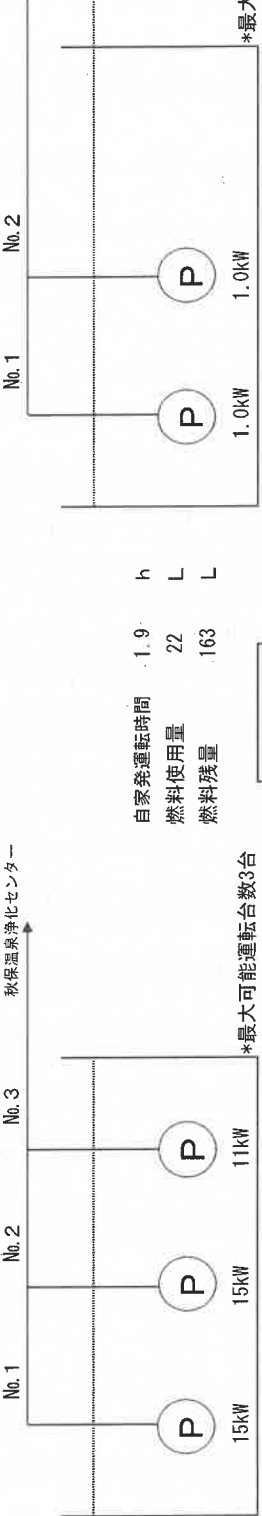 No.1 No.2 No.3 秋保温泉浄化センター
P P P
15kW 15kW 11kW
*最大可能運転台数3台
自家発運転時間 1.9 h
燃料使用量 22 L
燃料残量 163 L
No.1 No.2
P P
1.0kW 1.0kW
*最大